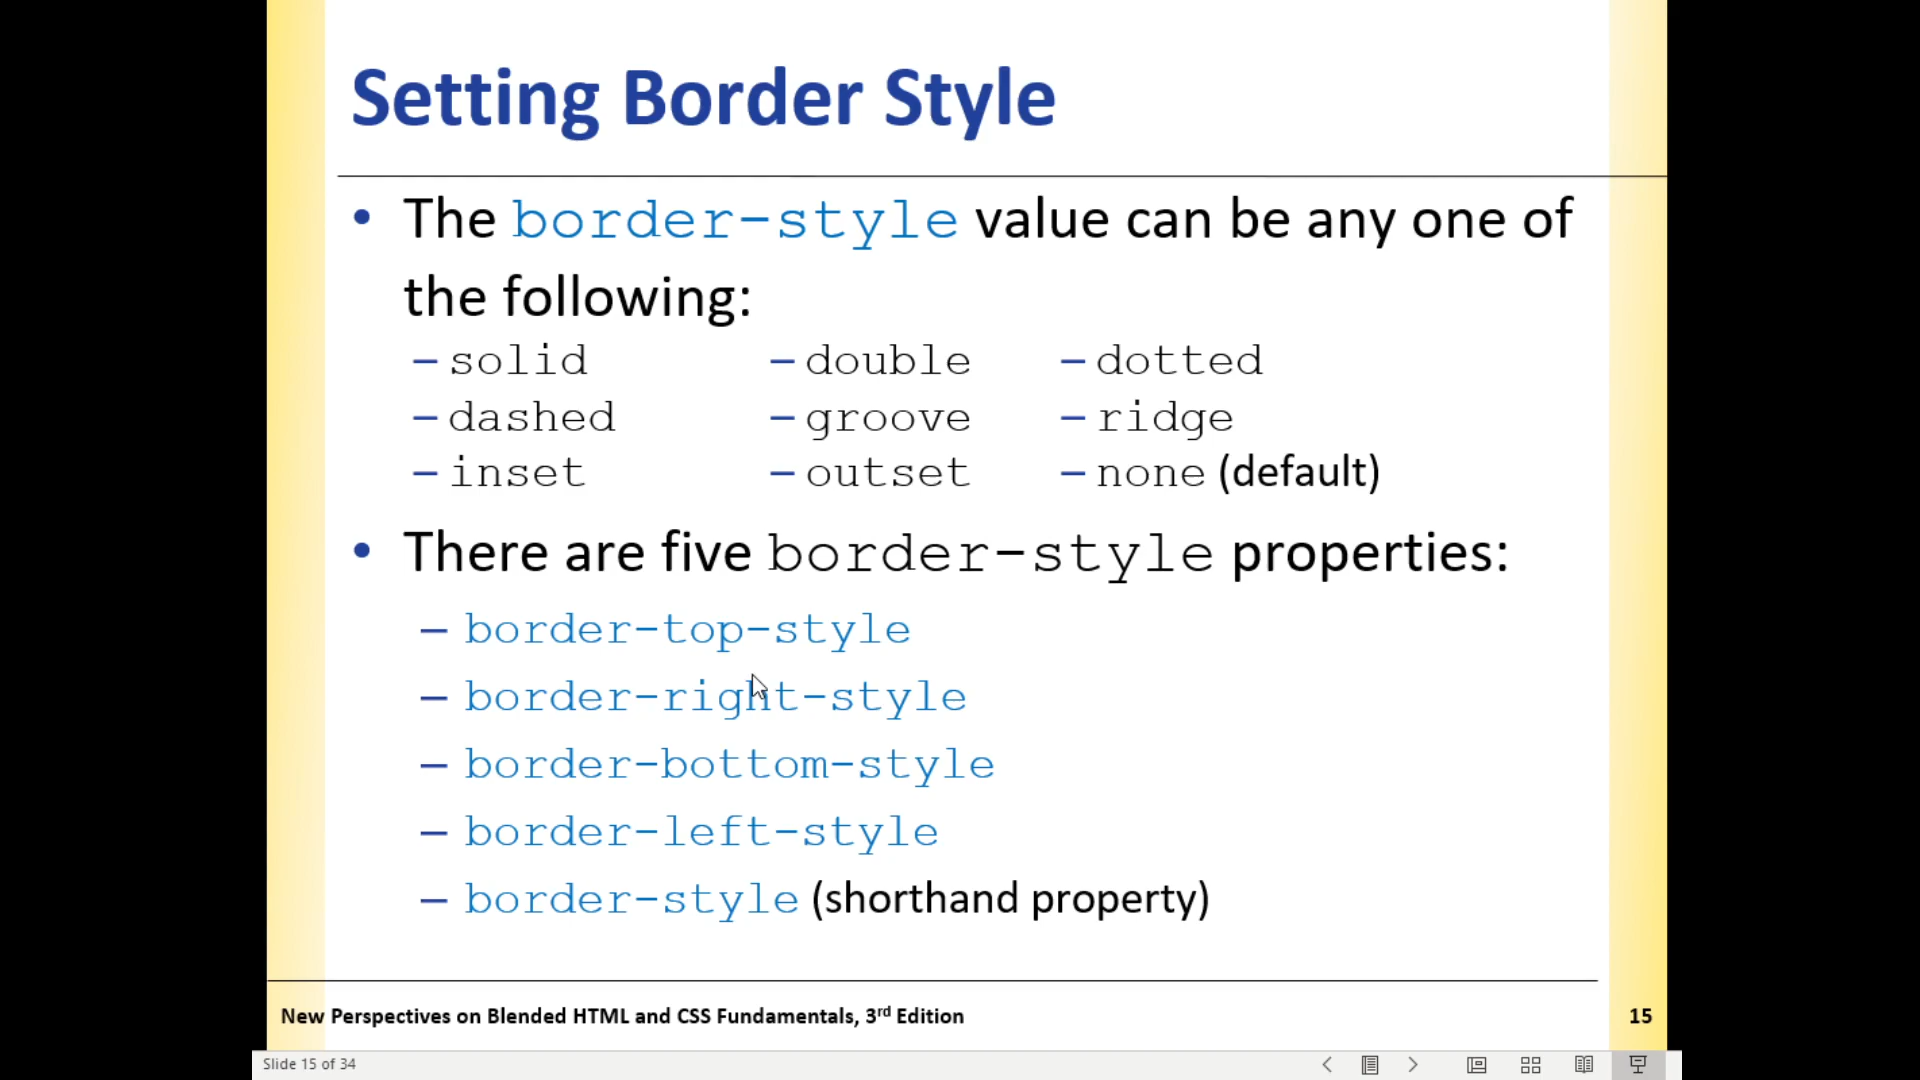 Setting Border Style
• The border-style value can be any one of
the following:
– solid – double – dotted
– dashed – groove – ridge
– inset – outset – none (default)
• There are five border-style properties:
– border-top-style
– border-right-style
– border-bottom-style
– border-left-style
– border-style (shorthand property)
New Perspectives on Blended HTML and CSS Fundamentals, 3rd Edition 15
Slide 15 of 34